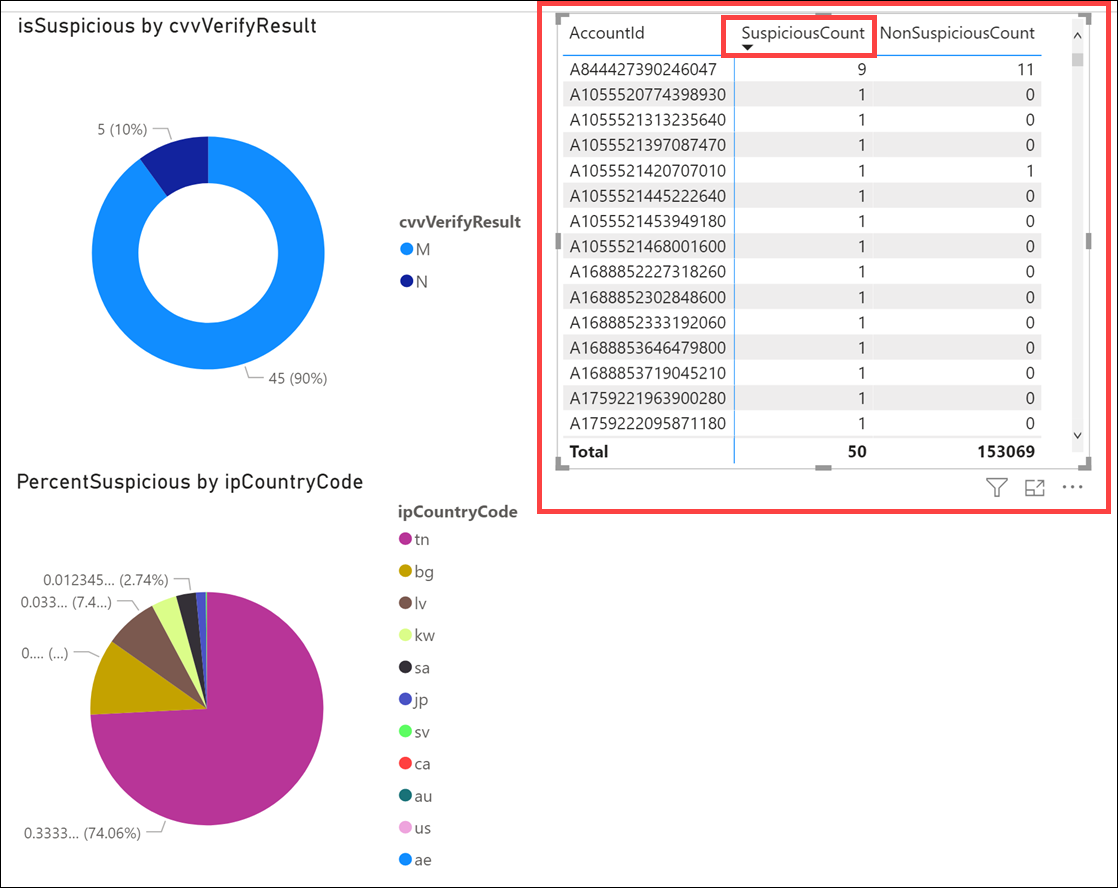 isSuspicious by cvvVerifyResult
5 (10%)
45 (90%)
cvvVerifyResult
M
N
AccountId SuspiciousCount NonSuspiciousCount
A844427390246047 9 11
A1055520774398930 1 0
A1055521313235640 1 0
A1055521397087470 1 0
A1055521420707010 1 1
A1055521445222640 1 0
A1055521453949180 1 0
A1055521468001600 1 0
A1688852227318260 1 0
A1688852302848600 1 0
A1688852333192060 1 0
A1688853646479800 1 0
A1688853719045210 1 0
A1759221963900280 1 0
A1759222095871180 1 0
Total 50 153069
PercentSuspicious by ipCountryCode
0.012345... (2.74%)
0.033... (7.4...)
0.... (...)
0.3333... (74.06%)
ipCountryCode
tn
bg
lv
kw
sa
jp
sv
ca
au
us
ae